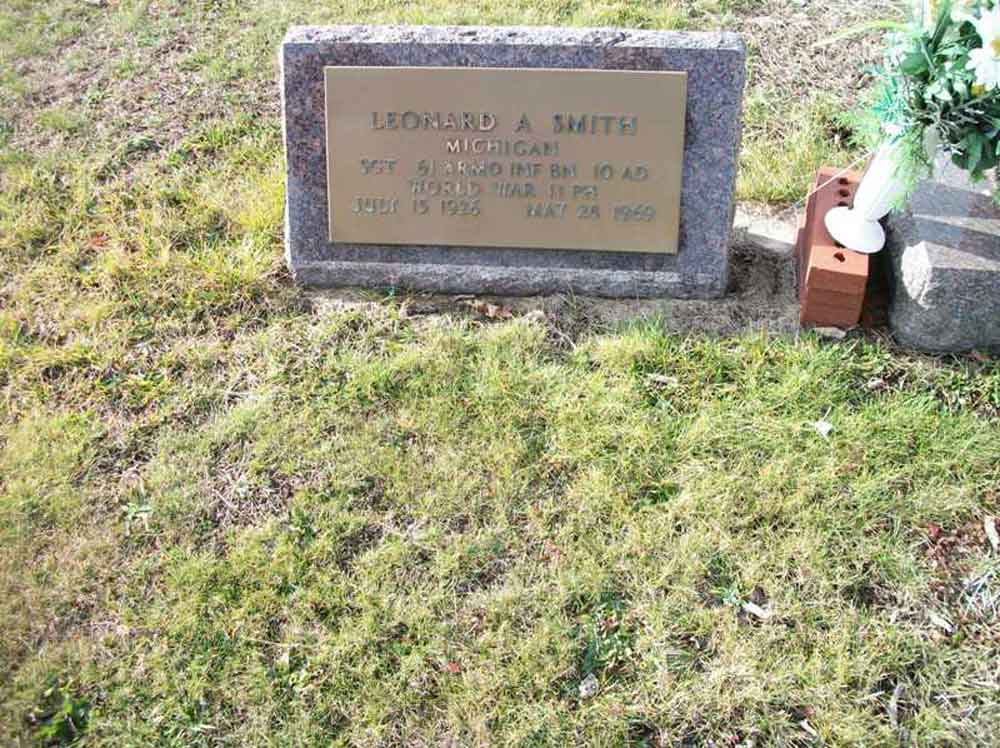 LEONARD A SMITH
MICHIGAN
SGT 61 ARMD INF BN 10 AD
WORLD WAR II PH
JULY 15 1926 MAY 28 1969